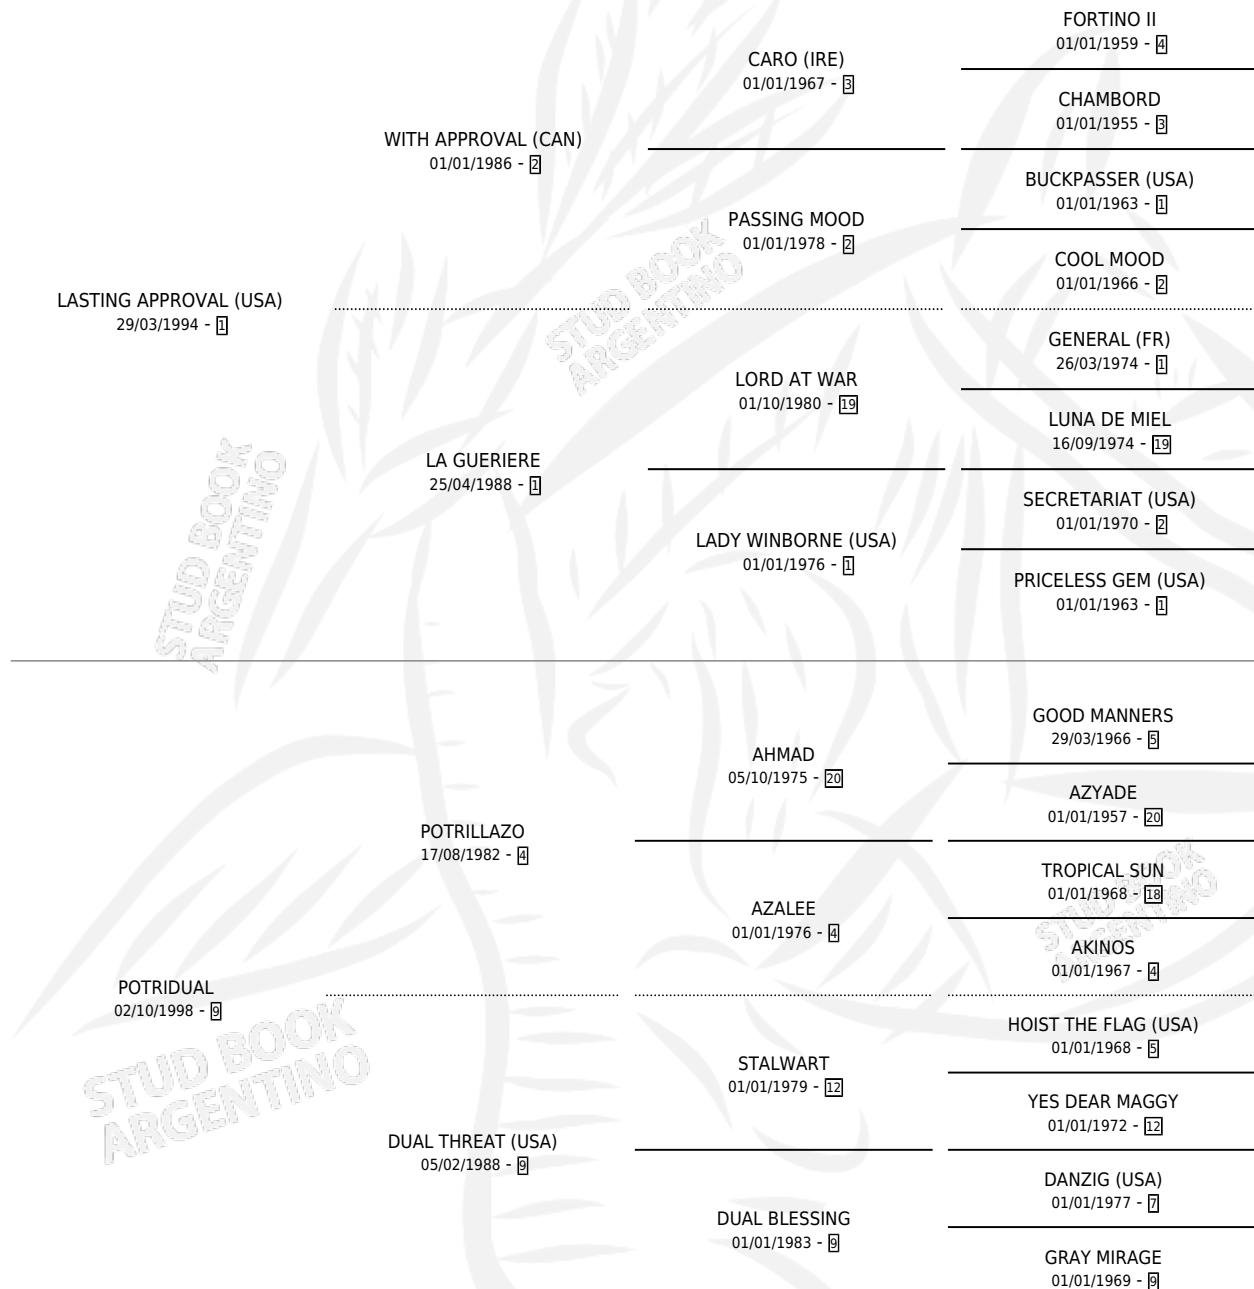 FORTINO II
01/01/1959 - 4
CARO (IRE)
01/01/1967 - 3
CHAMBORD
01/01/1955 - 3
WITH APPROVAL (CAN)
01/01/1986 - 2
BUCKPASSER (USA)
01/01/1963 - 1
PASSING MOOD
01/01/1978 - 2
COOL MOOD
01/01/1966 - 2
LASTING APPROVAL (USA)
29/03/1994 - 1
GENERAL (FR)
26/03/1974 - 1
LORD AT WAR
01/10/1980 - 19
LUNA DE MIEL
16/09/1974 - 19
LA GUERIERE
25/04/1988 - 1
SECRETARIAT (USA)
01/01/1970 - 2
LADY WINBORNE (USA)
01/01/1976 - 1
PRICELESS GEM (USA)
01/01/1963 - 1
GOOD MANNERS
29/03/1966 - 5
AHMAD
05/10/1975 - 20
AZYADE
01/01/1957 - 20
POTRILLAZO
17/08/1982 - 4
TROPICAL SUN
01/01/1968 - 18
AZALEE
01/01/1976 - 4
AKINOS
01/01/1967 - 4
POTRIDUAL
02/10/1998 - 9
HOIST THE FLAG (USA)
01/01/1968 - 5
STALWART
01/01/1979 - 12
YES DEAR MAGGY
01/01/1972 - 12
DUAL THREAT (USA)
05/02/1988 - 9
DANZIG (USA)
01/01/1977 - 7
DUAL BLESSING
01/01/1983 - 9
GRAY MIRAGE
01/01/1969 - 9
STUD BOOK
ARGENTINO
STUD BOOK
ARGENTINO
STUD BOOK
ARGENTINO
STUD BOOK
ARGENTINO